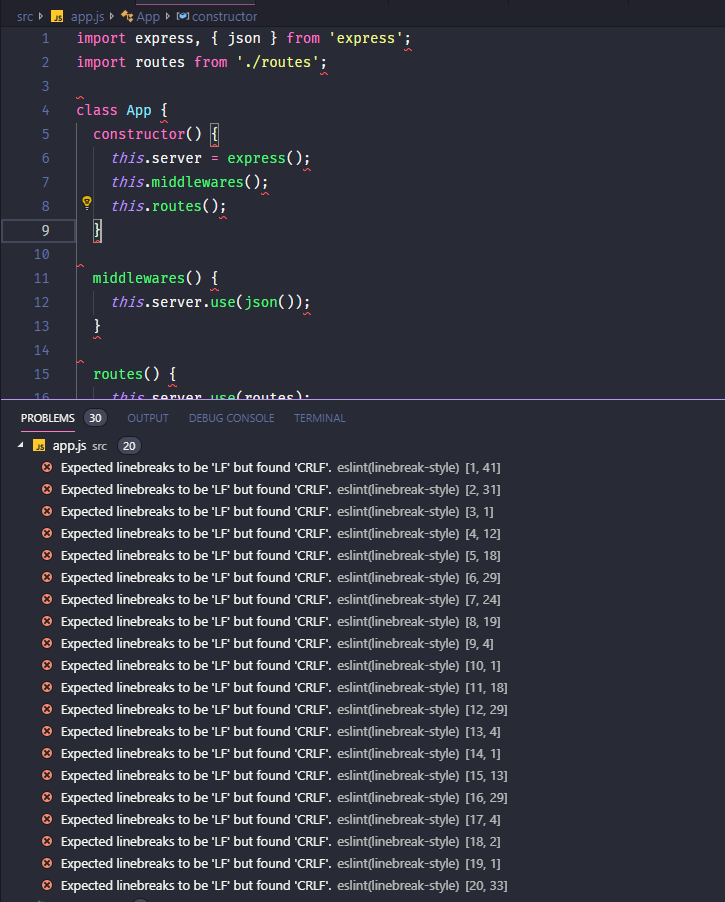 src › JS app.js › App › constructor
1 import express, { json } from 'express';
2 import routes from './routes';
3
4 class App {
5 constructor() {
6 this.server = express();
7 this.middlewares();
8 this.routes();
9 }
10
11 middlewares() {
12 this.server.use(json());
13 }
14
15 routes() {
16 this.server.use(routes);
PROBLEMS 30 OUTPUT DEBUG CONSOLE TERMINAL
JS app.js src 20
Expected linebreaks to be 'LF' but found 'CRLF'. eslint(linebreak-style) [1, 41]
Expected linebreaks to be 'LF' but found 'CRLF'. eslint(linebreak-style) [2, 31]
Expected linebreaks to be 'LF' but found 'CRLF'. eslint(linebreak-style) [3, 1]
Expected linebreaks to be 'LF' but found 'CRLF'. eslint(linebreak-style) [4, 12]
Expected linebreaks to be 'LF' but found 'CRLF'. eslint(linebreak-style) [5, 18]
Expected linebreaks to be 'LF' but found 'CRLF'. eslint(linebreak-style) [6, 29]
Expected linebreaks to be 'LF' but found 'CRLF'. eslint(linebreak-style) [7, 24]
Expected linebreaks to be 'LF' but found 'CRLF'. eslint(linebreak-style) [8, 19]
Expected linebreaks to be 'LF' but found 'CRLF'. eslint(linebreak-style) [9, 4]
Expected linebreaks to be 'LF' but found 'CRLF'. eslint(linebreak-style) [10, 1]
Expected linebreaks to be 'LF' but found 'CRLF'. eslint(linebreak-style) [11, 18]
Expected linebreaks to be 'LF' but found 'CRLF'. eslint(linebreak-style) [12, 29]
Expected linebreaks to be 'LF' but found 'CRLF'. eslint(linebreak-style) [13, 4]
Expected linebreaks to be 'LF' but found 'CRLF'. eslint(linebreak-style) [14, 1]
Expected linebreaks to be 'LF' but found 'CRLF'. eslint(linebreak-style) [15, 13]
Expected linebreaks to be 'LF' but found 'CRLF'. eslint(linebreak-style) [16, 29]
Expected linebreaks to be 'LF' but found 'CRLF'. eslint(linebreak-style) [17, 4]
Expected linebreaks to be 'LF' but found 'CRLF'. eslint(linebreak-style) [18, 2]
Expected linebreaks to be 'LF' but found 'CRLF'. eslint(linebreak-style) [19, 1]
Expected linebreaks to be 'LF' but found 'CRLF'. eslint(linebreak-style) [20, 33]